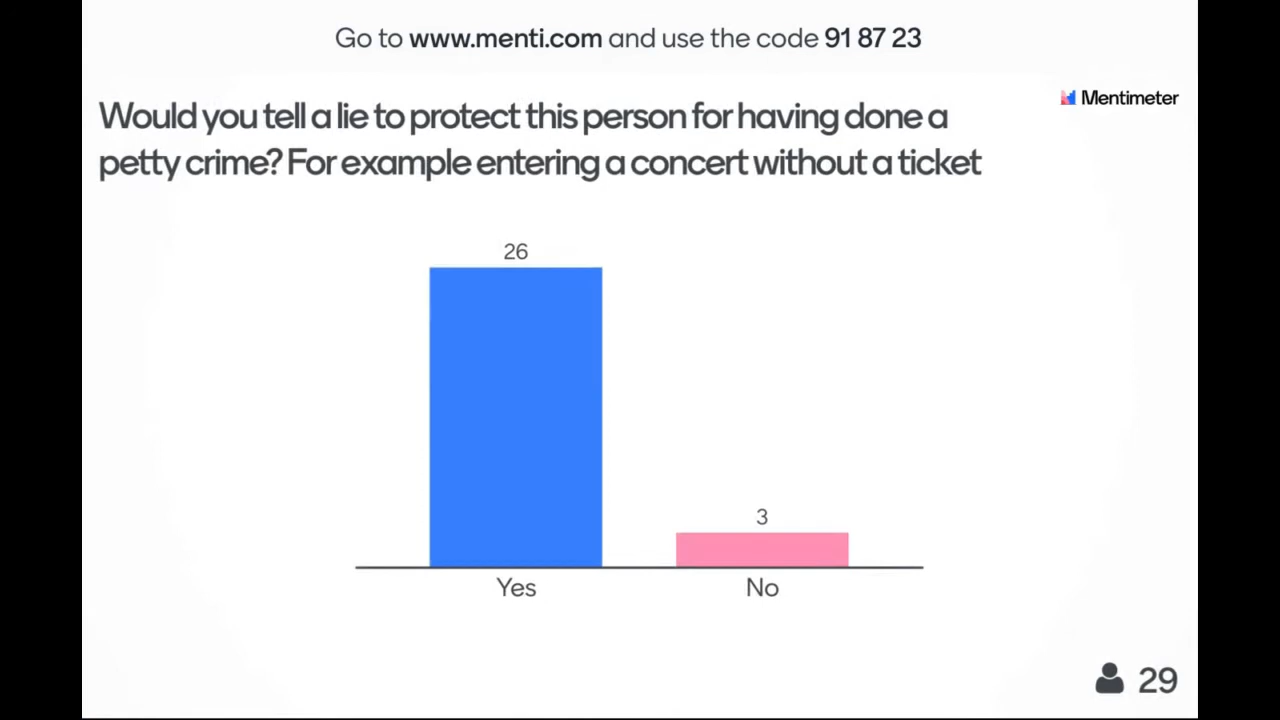 Go to www.menti.com and use the code 91 87 23
Mentimeter
Would you tell a lie to protect this person for having done a
petty crime? For example entering a concert without a ticket
26
3
Yes
No
29